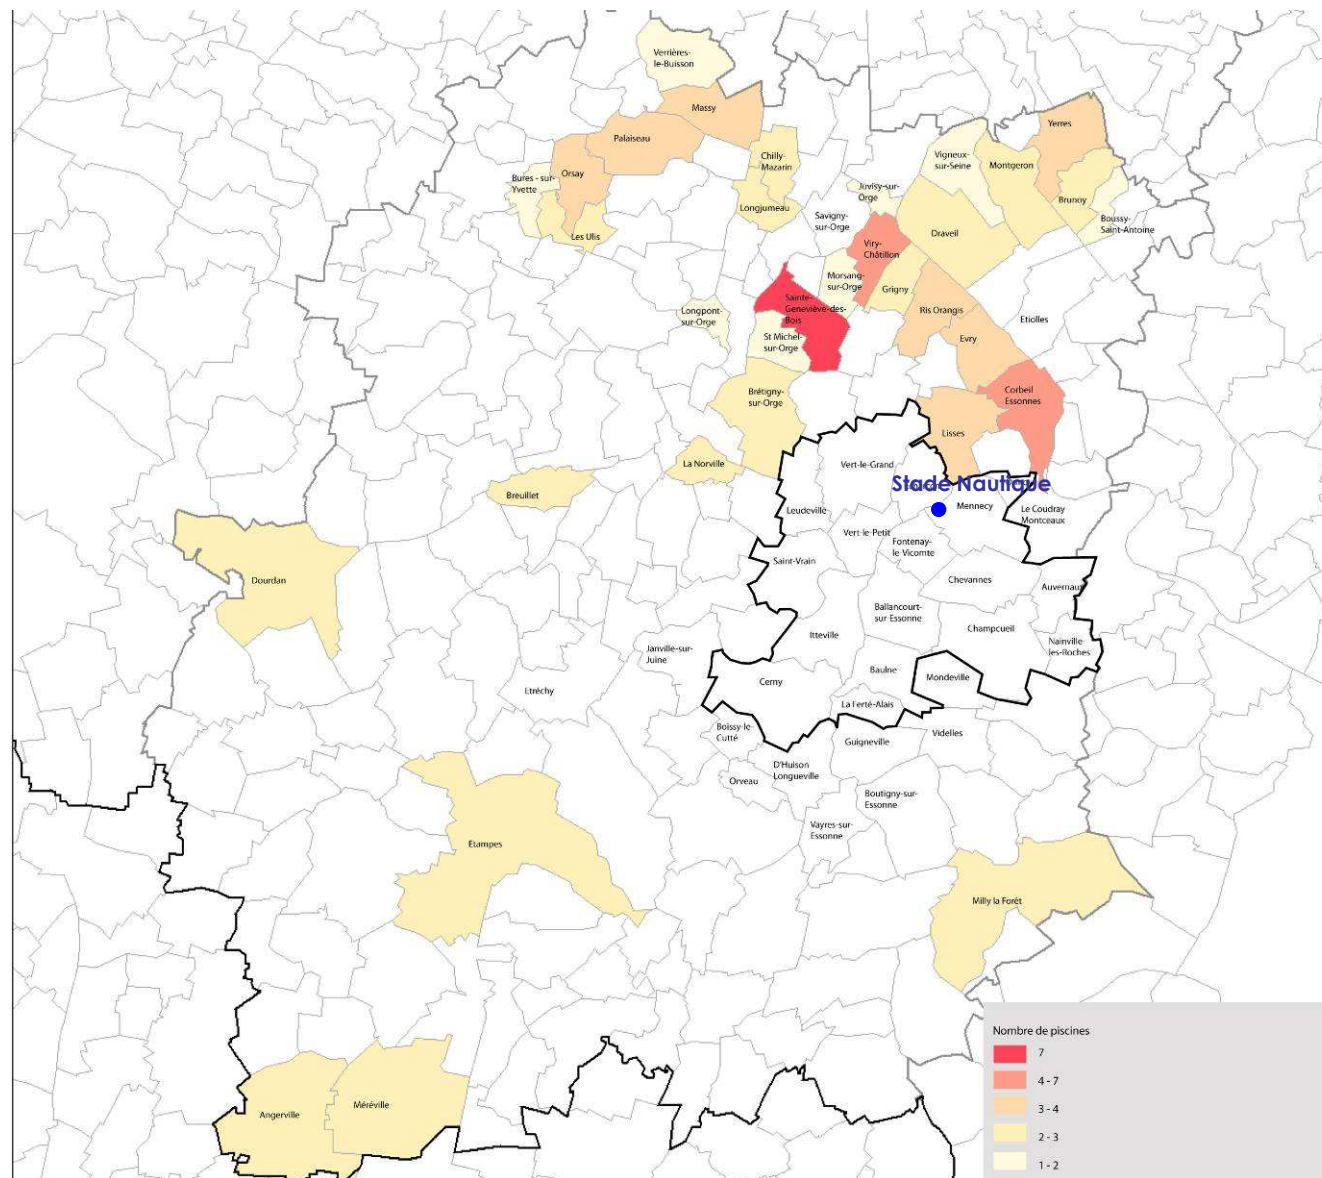 Verrières-
le-Buisson
Massy
Palaiseau
Yerres
Chilly-
Mazarin
Vigneux-
sur-Seine
Montgeron
Orsay
Bures - sur-
Yvette
Juvisy-sur-
Orge
Brunoy
Longjumeau
Savigny-
sur-Orge
Boussy-
Saint-Antoine
Les Ulis
Draveil
Viry-
Châtillon
Morsang-
sur-Orge
Grigny
Sainte-
Geneviève-des-
Bois
Longpont-
sur-Orge
Ris Orangis
Etiolles
St Michel-
sur-Orge
Evry
Brétigny-
sur-Orge
Corbeil
Essonnes
Lisses
La Norville
Vert-le-Grand
Stade Nautique
Breuillet
Leudeville
Mennecy
Le Coudray
Montceaux
Vert-le-Petit
Fontenay-
le-Vicomte
Saint-Vrain
Dourdan
Chevannes
Auvernaux
Ballancourt-
sur Essonne
Itteville
Champcueil
Nainville
les-Roches
Janville-sur-
Juine
Baulne
Mondeville
Cerny
Etréchy
La Ferté-Alais
Boissy-le-
Cutté
Guigneville
Videlles
D'Huison
Longueville
Orveau
Boutigny-sur-
Essonne
Vayres-sur-
Essonne
Etampes
Milly la Forêt
Angerville
Méréville
Nombre de piscines
7
4 - 7
3 - 4
2 - 3
1 - 2